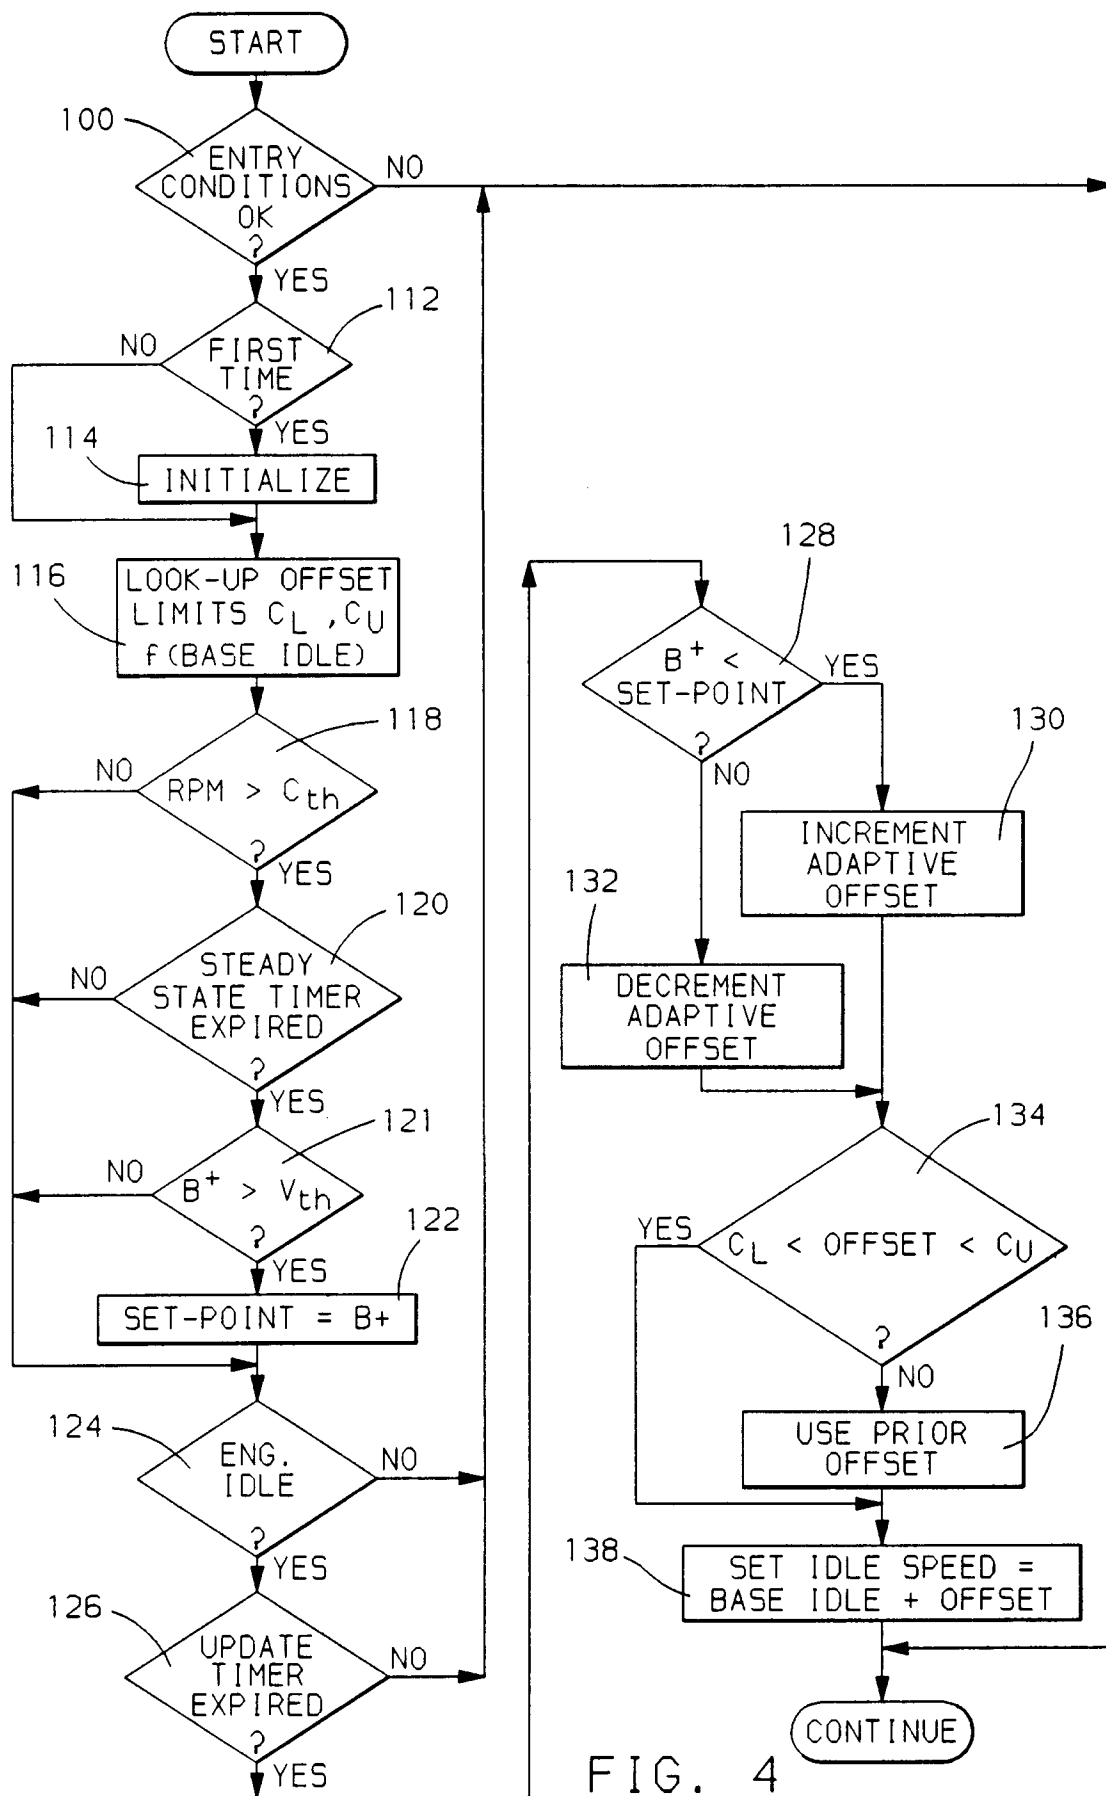 START
100
ENTRY
CONDITIONS
OK
?
NO
YES
112
NO
FIRST
TIME
?
YES
114
INITIALIZE
116
LOOK-UP OFFSET
LIMITS C_L , C_U
f(BASE IDLE)
118
NO
RPM > C_th
?
YES
120
NO
STEADY
STATE TIMER
EXPIRED
?
YES
121
NO
B⁺ > V_th
?
YES
122
SET-POINT = B+
124
ENG.
IDLE
NO
?
YES
126
UPDATE
TIMER
EXPIRED
NO
?
YES
128
B⁺ <
SET-POINT
YES
?
NO
130
INCREMENT
ADAPTIVE
OFFSET
132
DECREMENT
ADAPTIVE
OFFSET
134
YES
C_L < OFFSET < C_U
?
NO
136
USE PRIOR
OFFSET
138
SET IDLE SPEED =
BASE IDLE + OFFSET
CONTINUE
FIG. 4